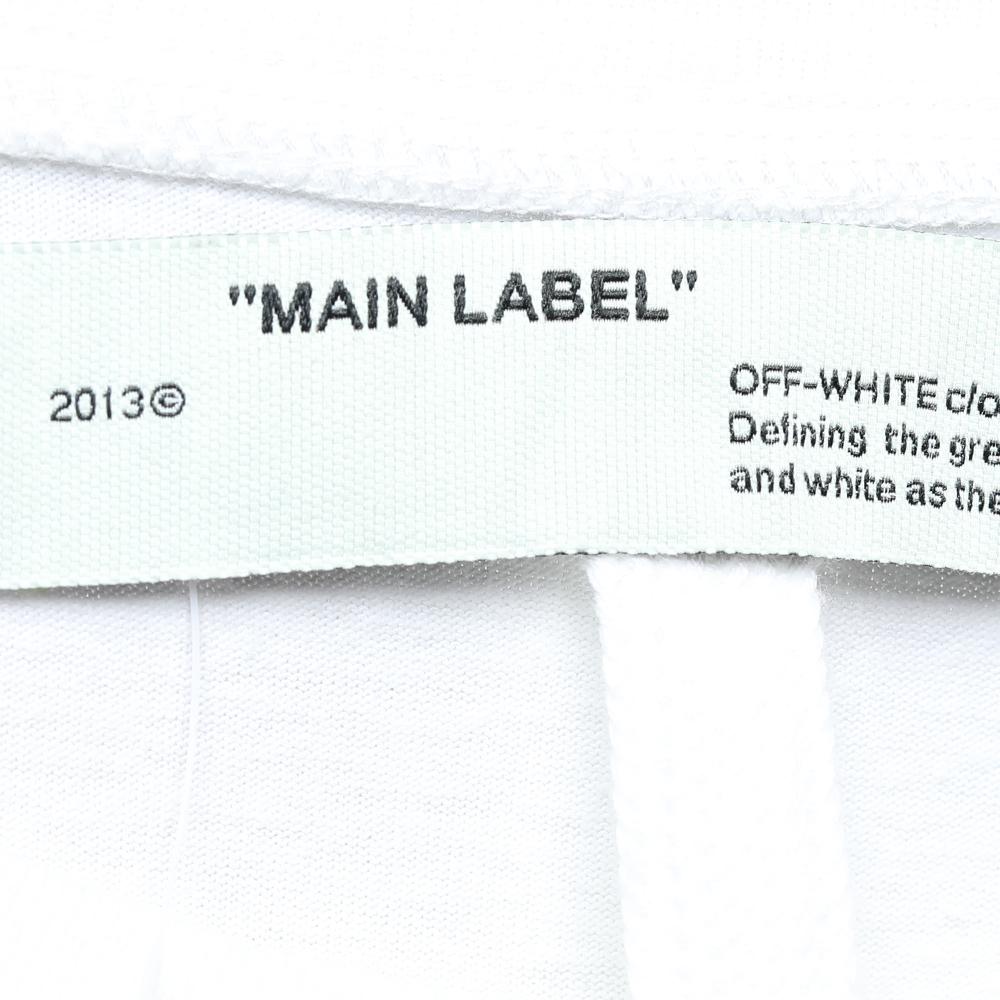 "MAIN LABEL"
2013©
OFF-WHITE c/o
Defining the gre
and white as the